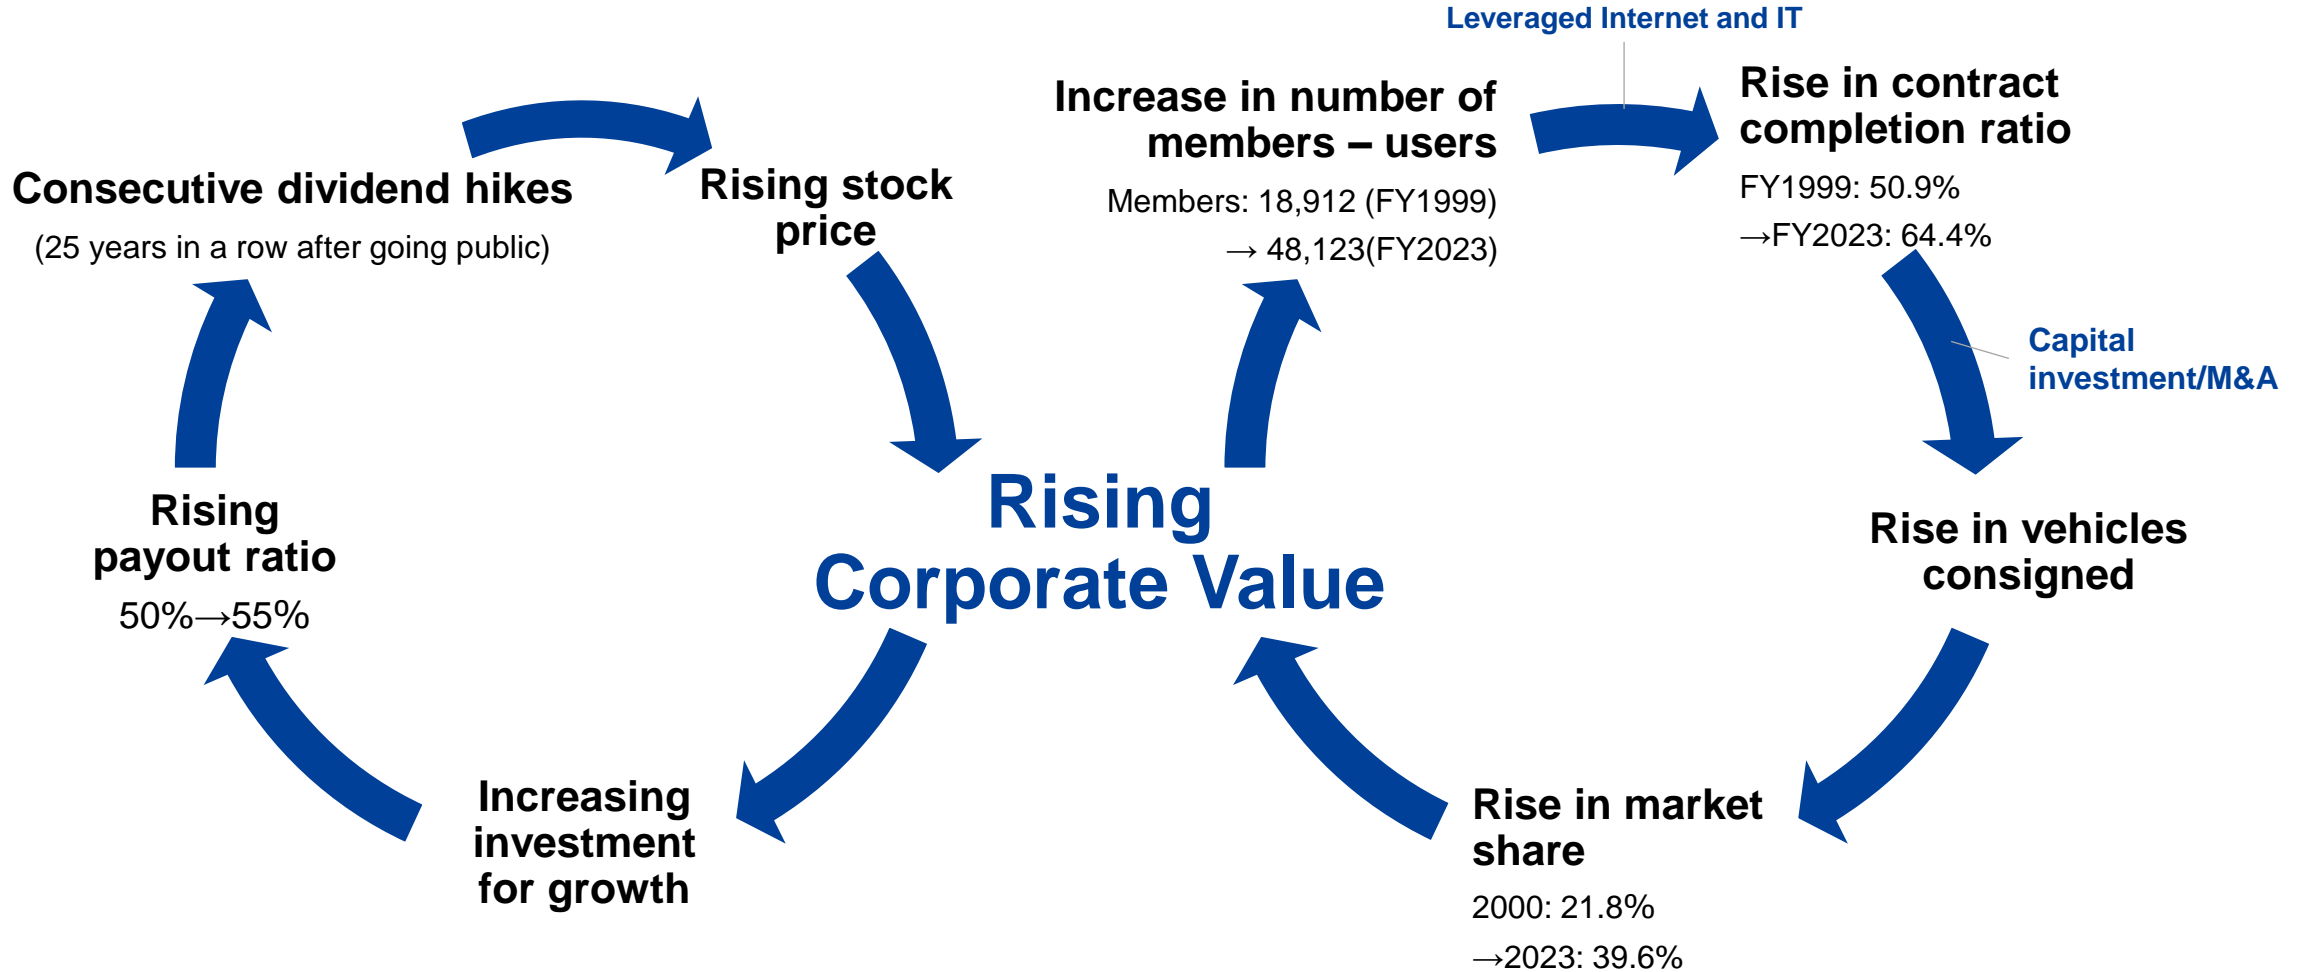 Leveraged Internet and IT
Consecutive dividend hikes
(25 years in a row after going public)
Rising stock
price
Increase in number of
members – users
Members: 18,912 (FY1999)
→ 48,123(FY2023)
Rise in contract
completion ratio
FY1999: 50.9%
→FY2023: 64.4%
Capital
investment/M&A
Rising
payout ratio
50%→55%
Rising
Corporate Value
Rise in vehicles
consigned
Increasing
investment
for growth
Rise in market
share
2000: 21.8%
→2023: 39.6%